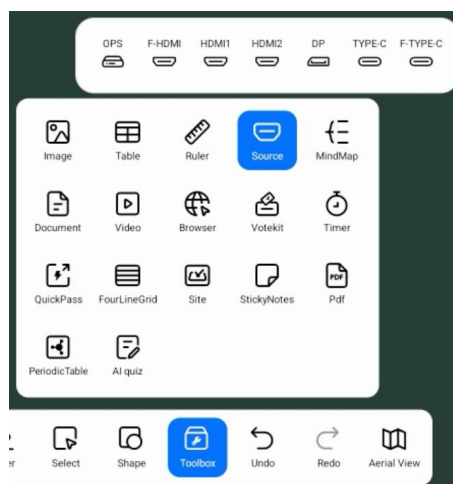 OPS F-HDMI HDMI1 HDMI2 DP TYPE-C F-TYPE-C
Image Table Ruler Source MindMap
Document Video Browser Votekit Timer
QuickPass FourLineGrid Site StickyNotes PDF Pdf
PeriodicTable AI quiz
er Select Shape Toolbox Undo Redo Aerial View